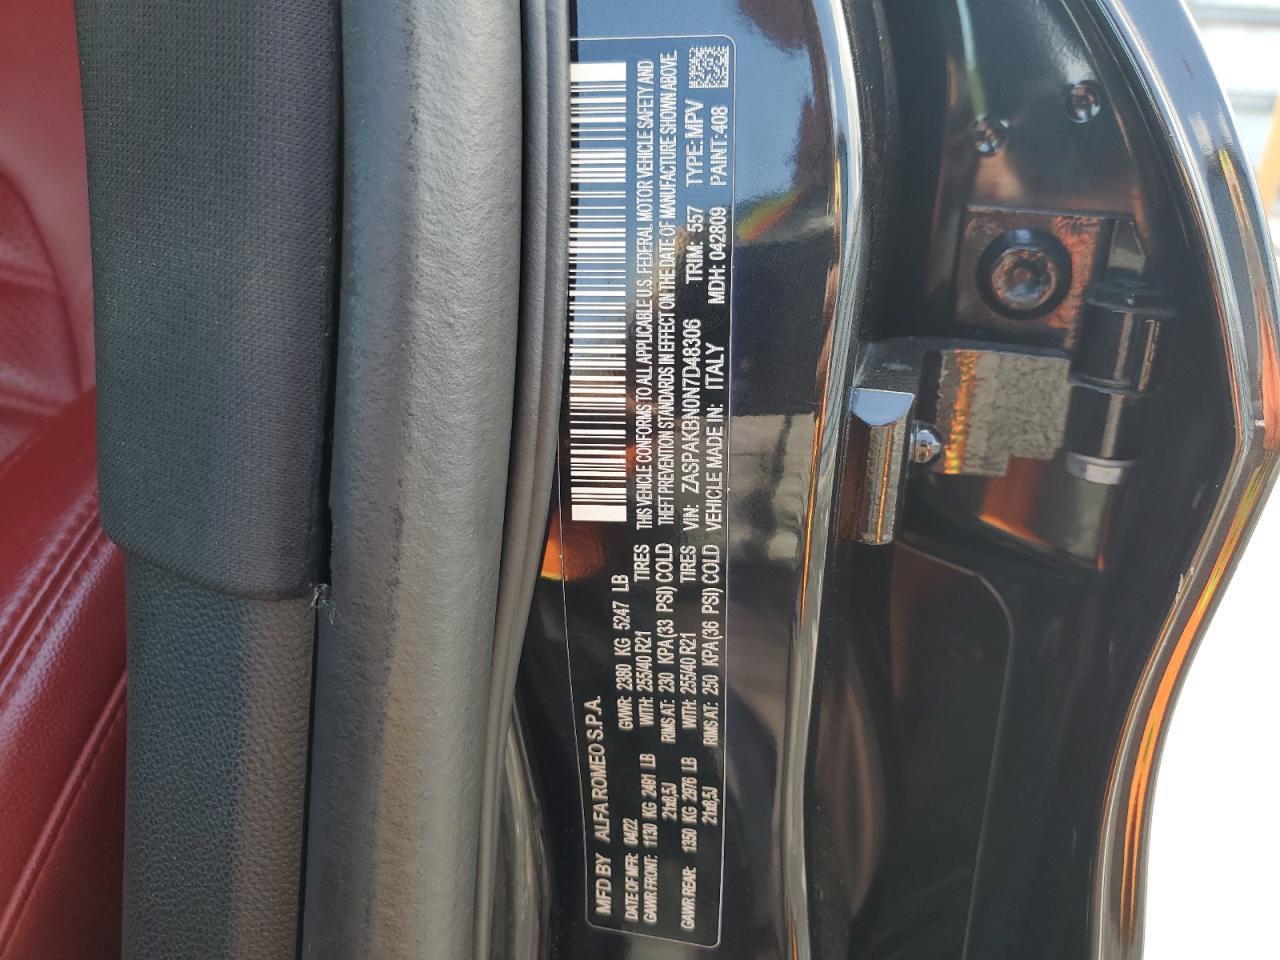 MFD BY ALFA ROMEO S.P.A.
DATE OF MFR: 04/22 GVWR: 2380 KG 5247 LB
GAWR FRONT: 1130 KG 2491 LB WITH: 255/40 R21 TIRES
21x8,5J RIMS AT: 230 KPA(33 PSI) COLD
GAWR REAR: 1350 KG 2976 LB WITH: 255/40 R21 TIRES
21x8,5J RIMS AT: 250 KPA(36 PSI) COLD
THIS VEHICLE CONFORMS TO ALL APPLICABLE U.S. FEDERAL MOTOR VEHICLE SAFETY AND
THEFT PREVENTION STANDARDS IN EFFECT ON THE DATE OF MANUFACTURE SHOWN ABOVE.
VIN: ZASPAKBN0N7D48306 TRIM: 557 TYPE: MPV
VEHICLE MADE IN: ITALY MDH: 042809 PAINT: 408